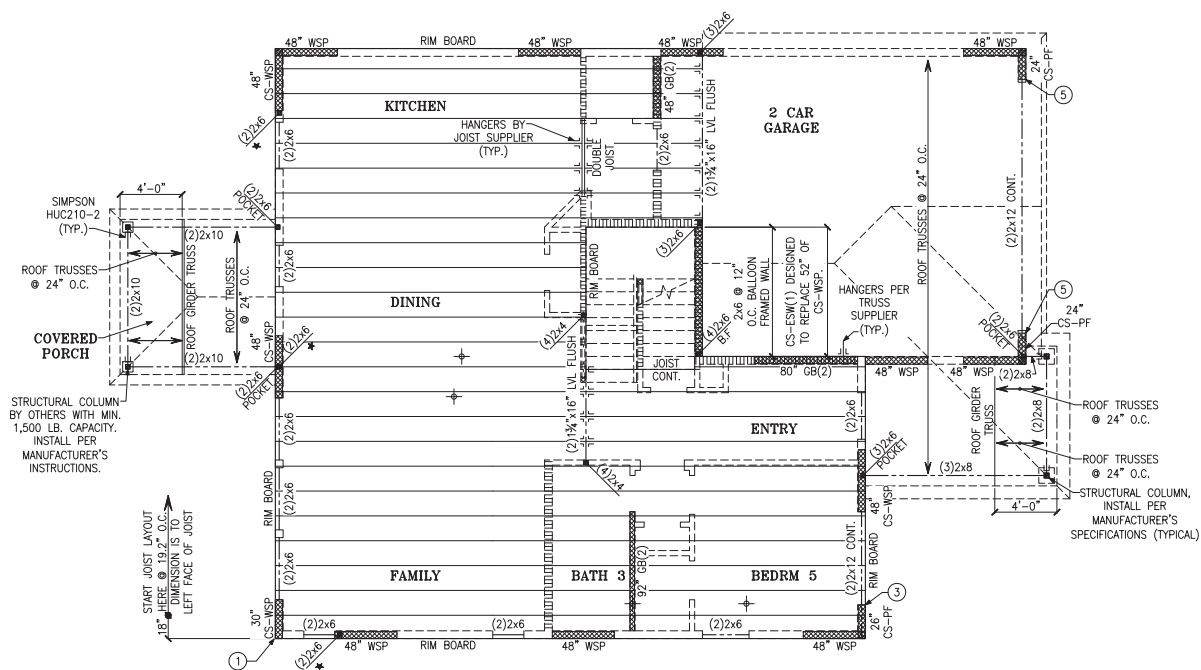 48" WSP
RIM BOARD
48" WSP
48" WSP
(3)2x6
48" WSP
24"
CS-PF
5
48"
CS-WSP
(2)2x6
KITCHEN
HANGERS BY
JOIST SUPPLIER
(TYP.)
DOUBLE
JOIST
48" GB(2)
(2)2x6
(2)1¾"x16" LVL FLUSH
2 CAR
GARAGE
ROOF TRUSSES @ 24" O.C.
(2)2x12 CONT.
(2)2x6
(2)2x6
POCKET
SIMPSON
HUC210-2
(TYP.)
4'-0"
(2)2x10
ROOF TRUSSES
@ 24" O.C.
(2)2x10
ROOF GIRDER TRUSS
ROOF TRUSSES
@ 24" O.C.
COVERED
PORCH
(2)2x10
(2)2x6
DINING
RIM BOARD
(3)2x6
2x6 @ 12"
O.C. BALLOON
FRAMED WALL
CS-ESW(1) DESIGNED
TO REPLACE 52" OF
CS-WSP.
HANGERS PER
TRUSS
SUPPLIER
(TYP.)
5
24"
CS-PF
(2)2x6
POCKET
48"
CS-WSP
(2)2x6
(2)2x6
POCKET
(4)2x4
(4)2x6
B.F.
JOIST
CONT.
80" GB(2)
48" WSP
48" WSP
(2)2x8
STRUCTURAL COLUMN
BY OTHERS WITH MIN.
1,500 LB. CAPACITY.
INSTALL PER
MANUFACTURER'S
INSTRUCTIONS.
(2)2x6
(2)1¾"x16" LVL FLUSH
ENTRY
(2)2x6
ROOF GIRDER
TRUSS
(2)2x8
ROOF TRUSSES
@ 24" O.C.
ROOF TRUSSES
@ 24" O.C.
(3)2x6
POCKET
(3)2x8
(4)2x4
RIM BOARD
48"
CS-WSP
4'-0"
STRUCTURAL COLUMN,
INSTALL PER
MANUFACTURER'S
SPECIFICATIONS (TYPICAL)
START JOIST LAYOUT
HERE @ 19.2" O.C.
DIMENSION IS TO
LEFT FACE OF JOIST
18"
(2)2x6
FAMILY
BATH 3
92" GB(2)
BEDRM 5
(2)2x12 CONT.
RIM BOARD
3
30"
CS-WSP
26"
CS-PF
1
(2)2x6
(2)2x6
48" WSP
RIM BOARD
(2)2x6
48" WSP
(2)2x6
48" WSP